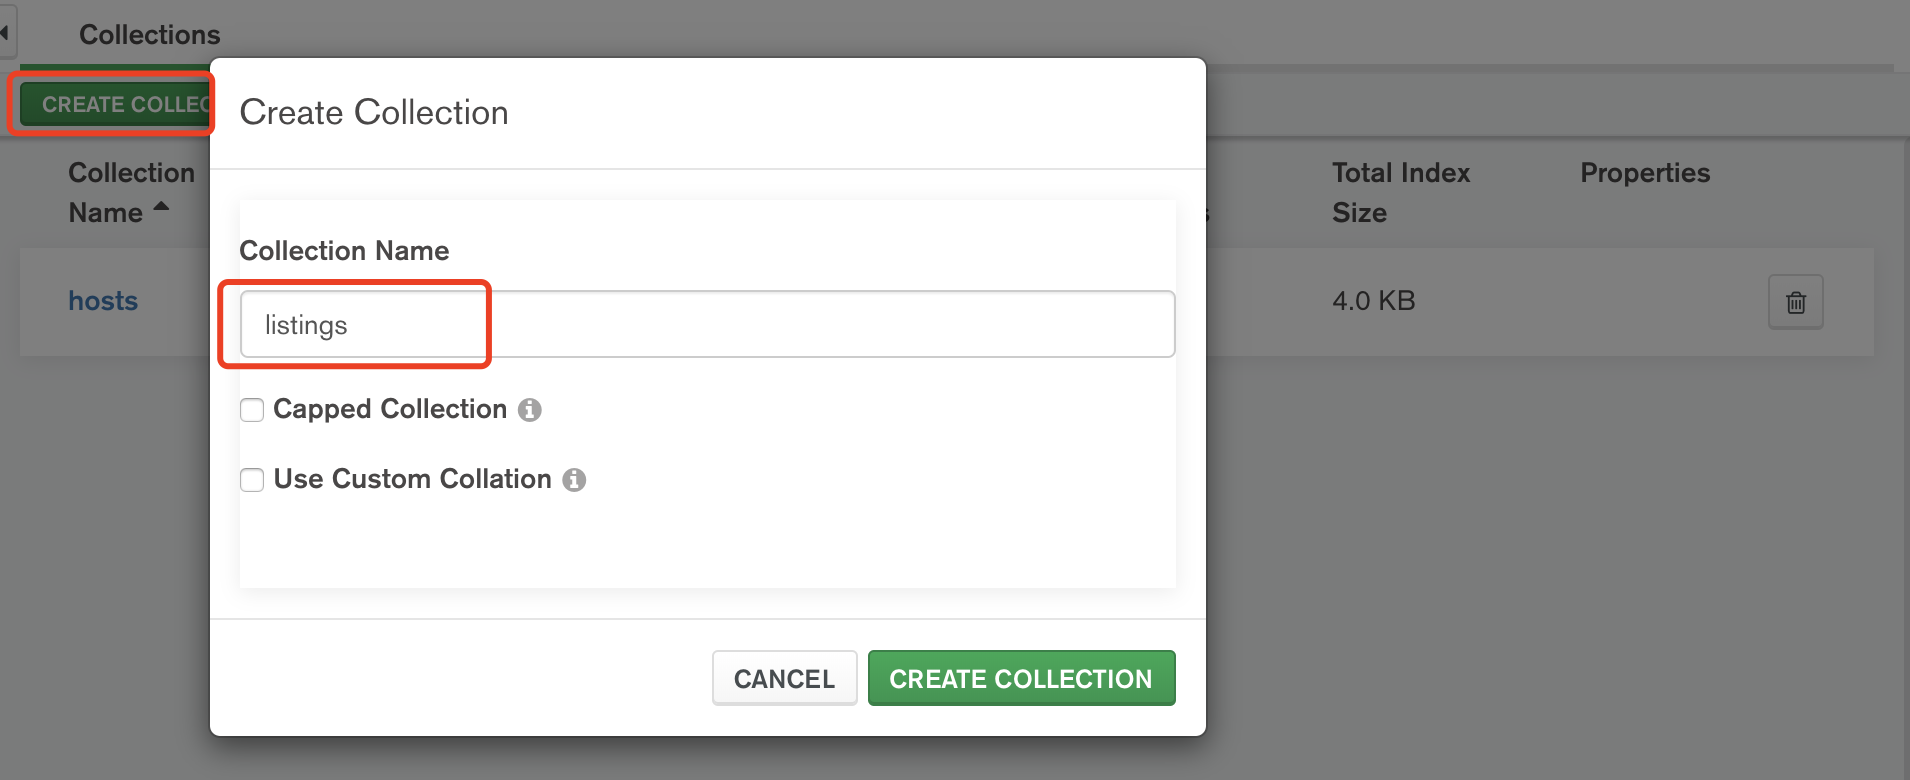 Collections
CREATE COLLEC
Create Collection
Collection
Name
Total Index
Size
Properties
Collection Name
hosts
listings
4.0 KB
Capped Collection
Use Custom Collation
CANCEL
CREATE COLLECTION